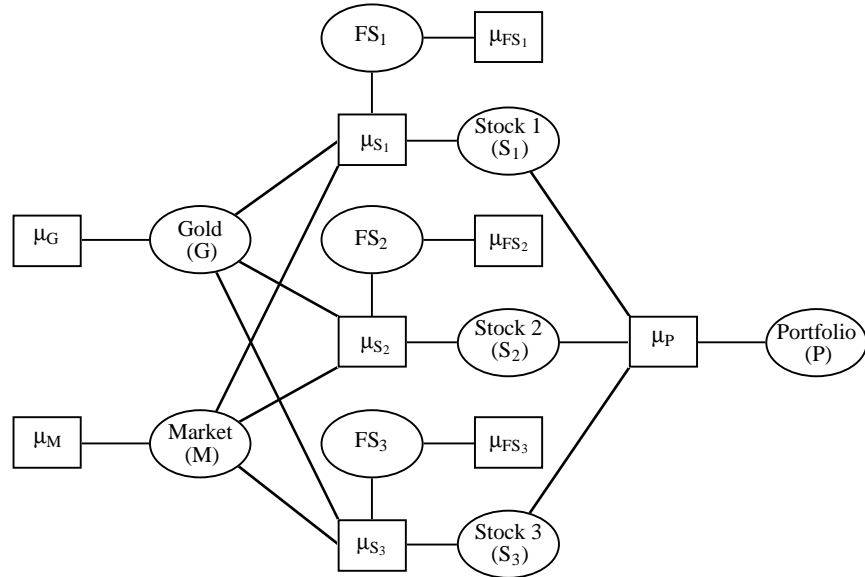 FS₁
μFS₁
μS₁
Stock 1
(S₁)
μG
Gold
(G)
FS₂
μFS₂
μS₂
Stock 2
(S₂)
μP
Portfolio
(P)
μM
Market
(M)
FS₃
μFS₃
μS₃
Stock 3
(S₃)